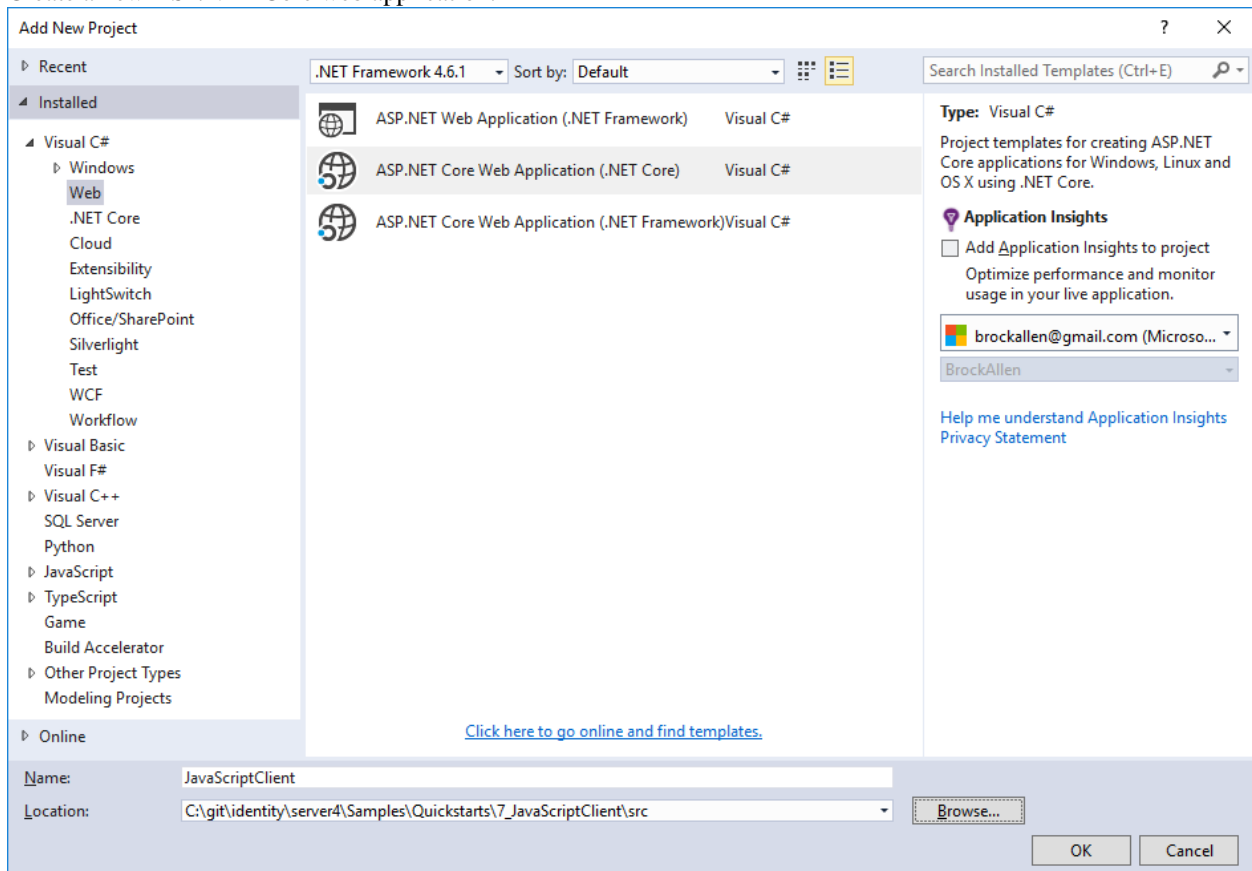 Add New Project
?
Recent
Installed
Visual C#
Windows
Web
.NET Core
Cloud
Extensibility
LightSwitch
Office/SharePoint
Silverlight
Test
WCF
Workflow
Visual Basic
Visual F#
Visual C++
SQL Server
Python
JavaScript
TypeScript
Game
Build Accelerator
Other Project Types
Modeling Projects
Online
.NET Framework 4.6.1
Sort by: Default
ASP.NET Web Application (.NET Framework) Visual C#
ASP.NET Core Web Application (.NET Core) Visual C#
ASP.NET Core Web Application (.NET Framework)Visual C#
Click here to go online and find templates.
Search Installed Templates (Ctrl+E)
Type: Visual C#
Project templates for creating ASP.NET
Core applications for Windows, Linux and
OS X using .NET Core.
Application Insights
Add Application Insights to project
Optimize performance and monitor
usage in your live application.
brockallen@gmail.com (Microso...
BrockAllen
Help me understand Application Insights
Privacy Statement
Name: JavaScriptClient
Location: C:\git\identity\server4\Samples\Quickstarts\7_JavaScriptClient\src
Browse...
OK
Cancel